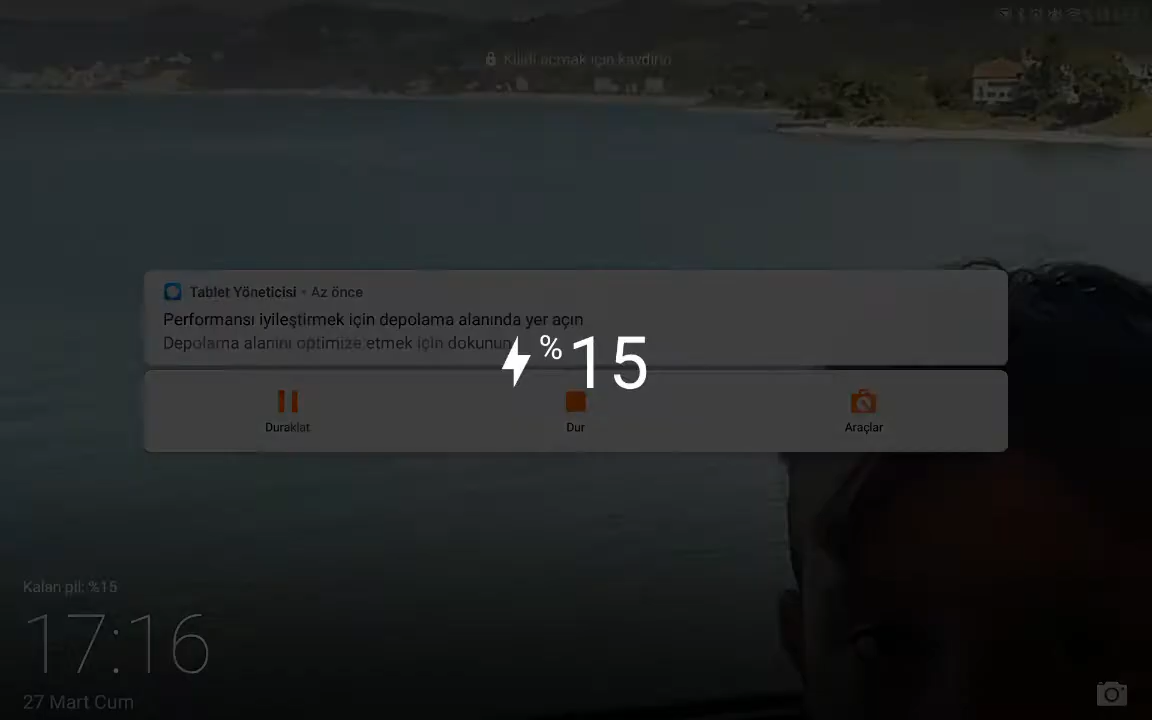 Kilidi açmak için kaydırın
Tablet Yöneticisi • Az önce
Performansı iyileştirmek için depolama alanında yer açın
Depolama alanını optimize etmek için dokunun
%15
Duraklat
Dur
Araçlar
Kalan pil: %15
17:16
27 Mart Cum